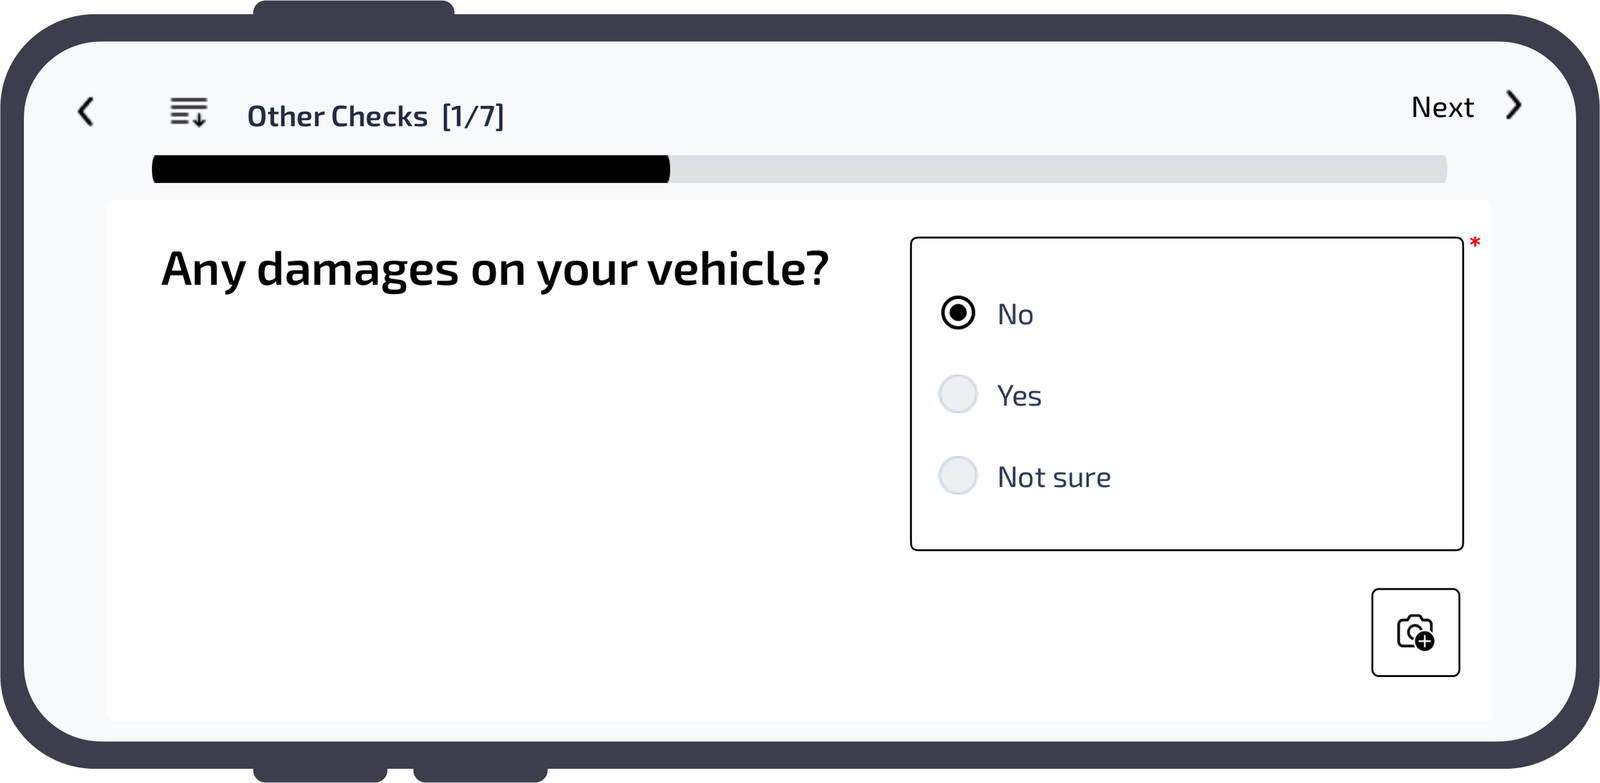 Other Checks [1/7]
Next
Any damages on your vehicle?
*
No
Yes
Not sure